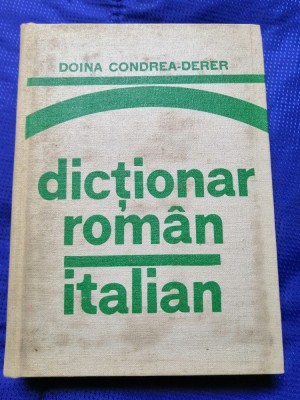 DOINA CONDREA-DERER
dicționar
român
italian